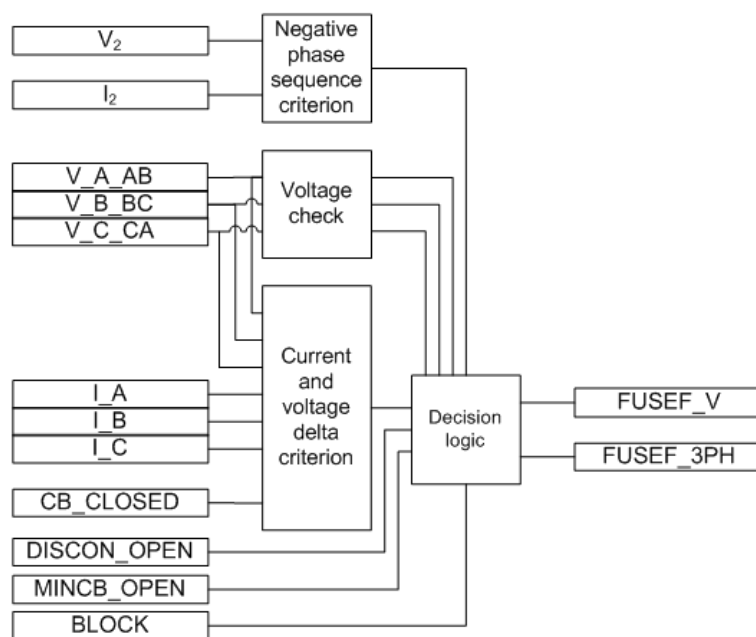 V₂
I₂
Negative
phase
sequence
criterion
V_A_AB
V_B_BC
V_C_CA
Voltage
check
I_A
I_B
I_C
CB_CLOSED
Current
and
voltage
delta
criterion
DISCON_OPEN
MINCB_OPEN
BLOCK
Decision
logic
FUSEF_V
FUSEF_3PH